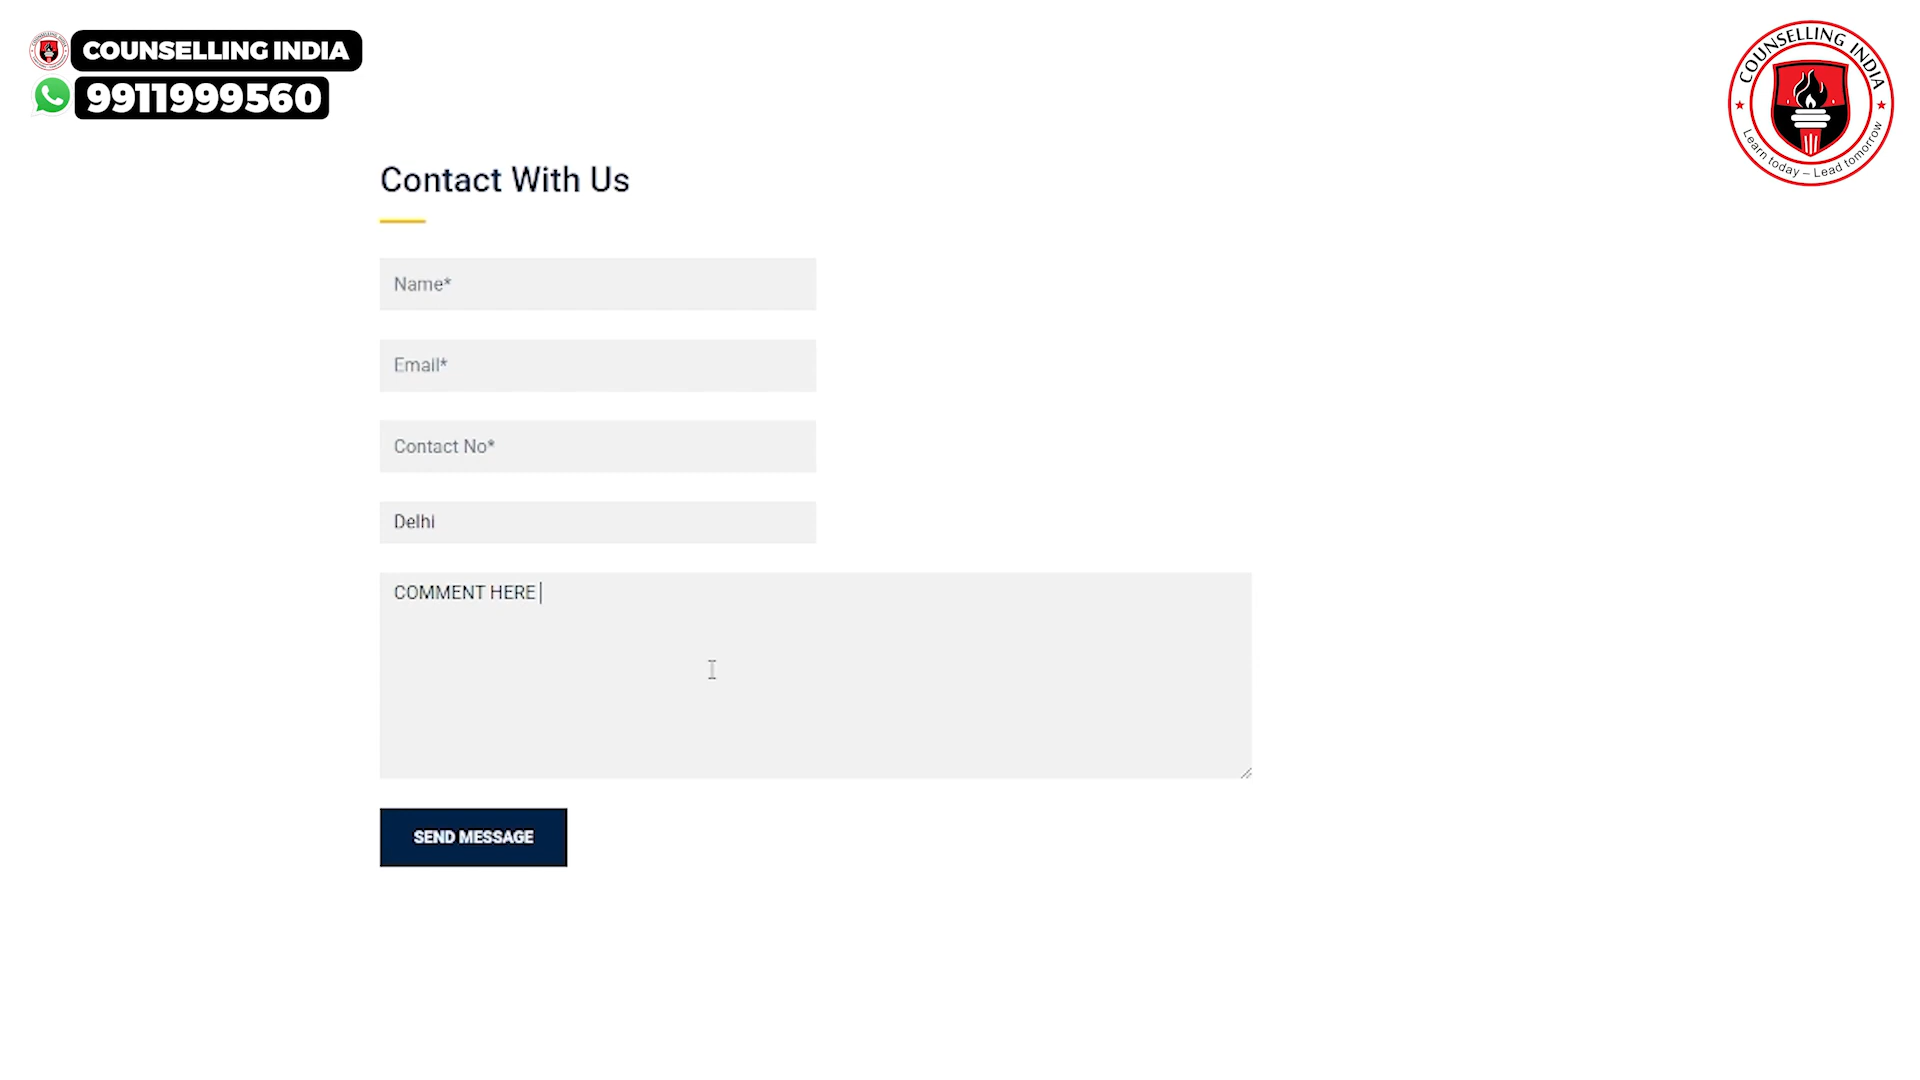 COUNSELLING INDIA
9911999560
COUNSELLING INDIA
Learn today – Lead tomorrow
Contact With Us
Name*
Email*
Contact No*
Delhi
COMMENT HERE
SEND MESSAGE